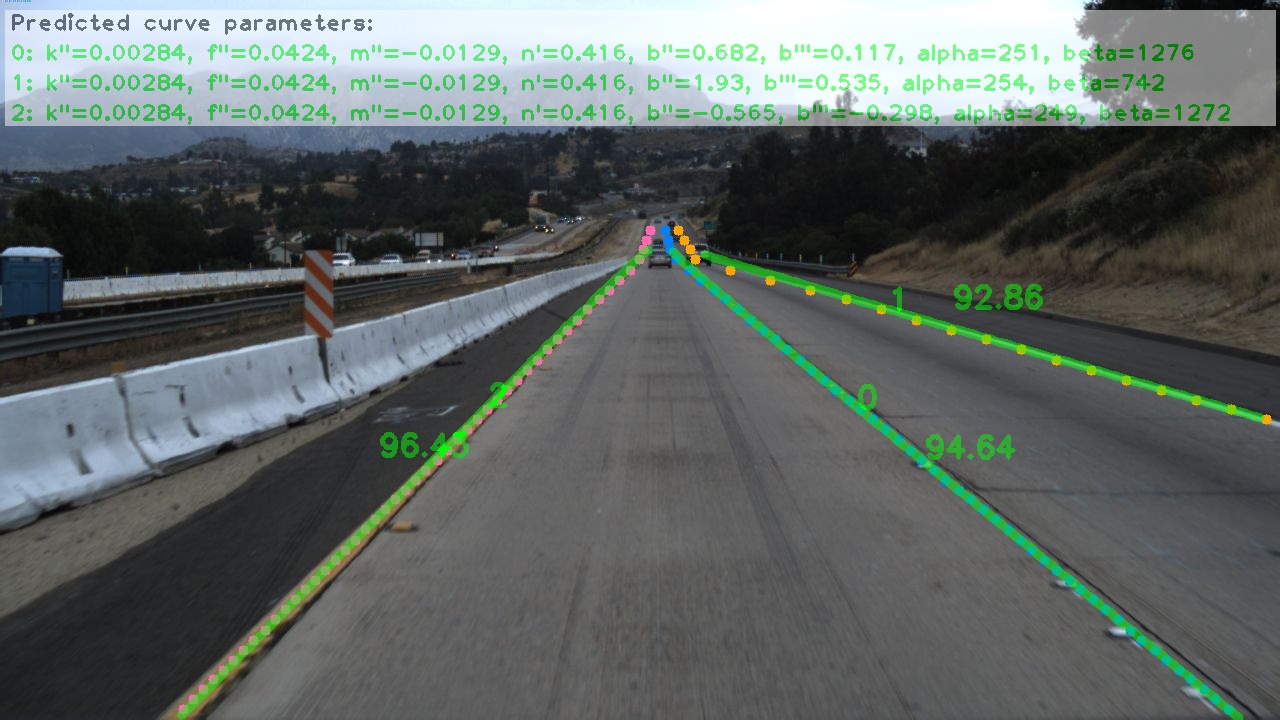 Predicted curve parameters:
0: k''=0.00284, f''=0.0424, m''=−0.0129, n'=0.416, b''=0.682, b'''=0.117, alpha=251, beta=1276
1: k''=0.00284, f''=0.0424, m''=−0.0129, n'=0.416, b''=1.93, b'''=0.535, alpha=254, beta=742
2: k''=0.00284, f''=0.0424, m''=−0.0129, n'=0.416, b''=−0.565, b'''=−0.298, alpha=249, beta=1272
1 92.86
2 0
96.43 94.64